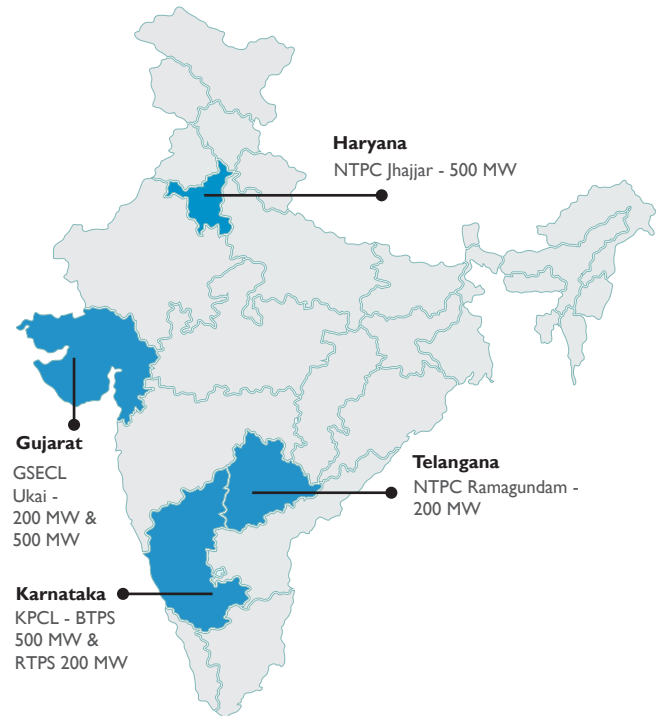 Haryana
NTPC Jhajjar - 500 MW
Gujarat
GSECL
Ukai -
200 MW &
500 MW
Telangana
NTPC Ramagundam -
200 MW
Karnataka
KPCL - BTPS
500 MW &
RTPS 200 MW